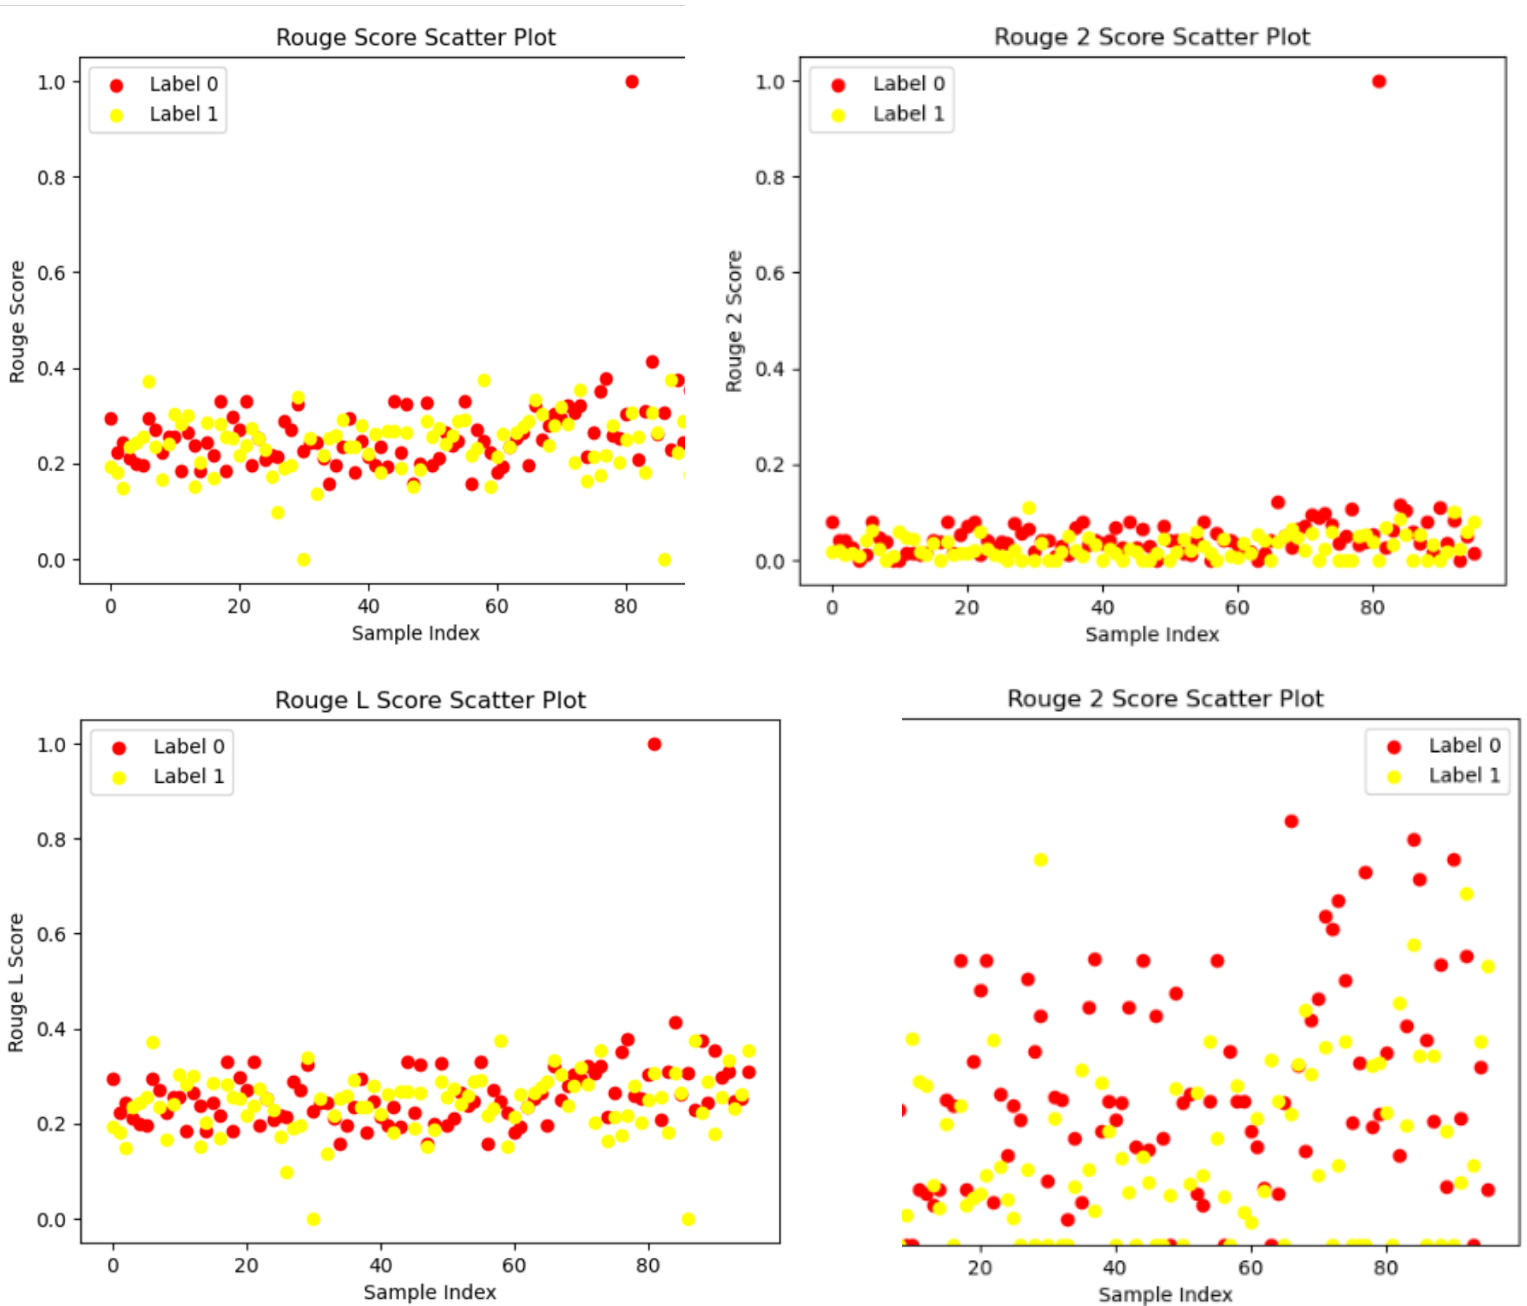 Rouge Score Scatter Plot
Label 0
Label 1
1.0
0.8
0.6
0.4
0.2
0.0
Rouge Score
0 20 40 60 80
Sample Index
Rouge 2 Score Scatter Plot
Label 0
Label 1
1.0
0.8
0.6
0.4
0.2
0.0
Rouge 2 Score
0 20 40 60 80
Sample Index
Rouge L Score Scatter Plot
Label 0
Label 1
1.0
0.8
0.6
0.4
0.2
0.0
Rouge L Score
0 20 40 60 80
Sample Index
Rouge 2 Score Scatter Plot
Label 0
Label 1
20 40 60 80
Sample Index